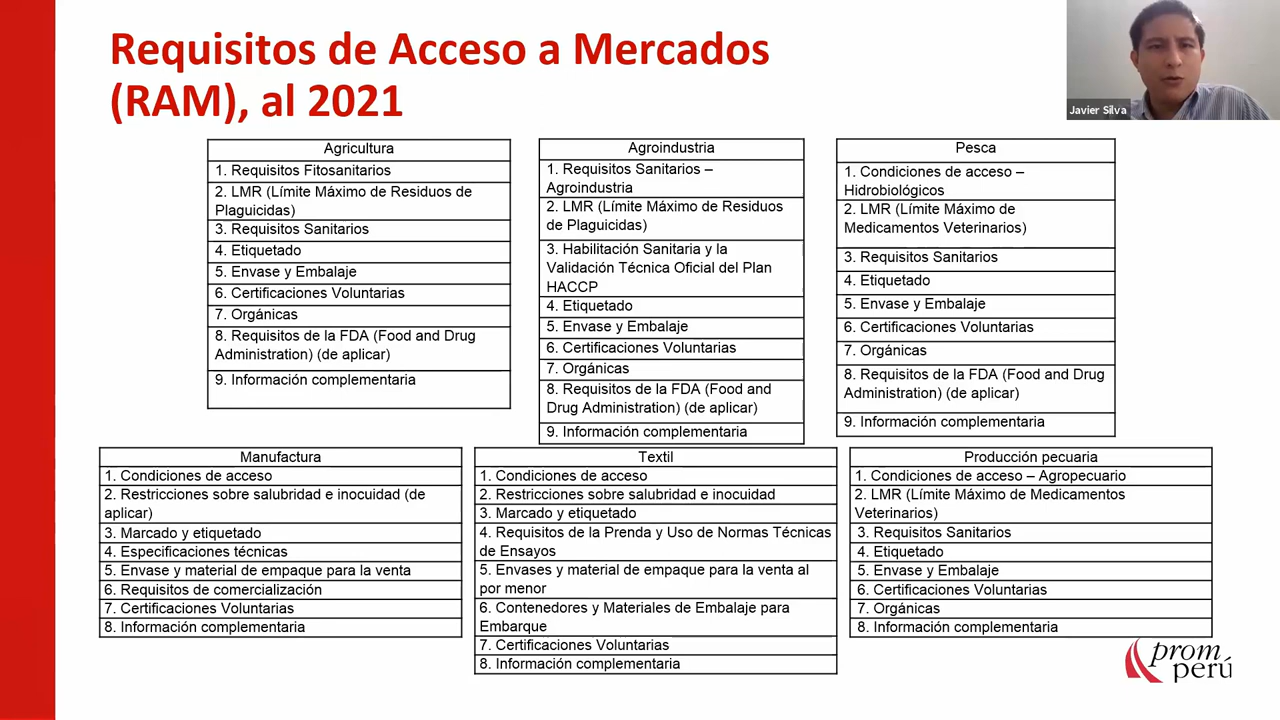 Requisitos de Acceso a Mercados
(RAM), al 2021
Javier Silva
Agricultura
1. Requisitos Fitosanitarios
2. LMR (Límite Máximo de Residuos de
Plaguicidas)
3. Requisitos Sanitarios
4. Etiquetado
5. Envase y Embalaje
6. Certificaciones Voluntarias
7. Orgánicas
8. Requisitos de la FDA (Food and Drug
Administration) (de aplicar)
9. Información complementaria
Agroindustria
1. Requisitos Sanitarios –
Agroindustria
2. LMR (Límite Máximo de Residuos
de Plaguicidas)
3. Habilitación Sanitaria y la
Validación Técnica Oficial del Plan
HACCP
4. Etiquetado
5. Envase y Embalaje
6. Certificaciones Voluntarias
7. Orgánicas
8. Requisitos de la FDA (Food and
Drug Administration) (de aplicar)
9. Información complementaria
Pesca
1. Condiciones de acceso –
Hidrobiológicos
2. LMR (Límite Máximo de
Medicamentos Veterinarios)
3. Requisitos Sanitarios
4. Etiquetado
5. Envase y Embalaje
6. Certificaciones Voluntarias
7. Orgánicas
8. Requisitos de la FDA (Food and Drug
Administration) (de aplicar)
9. Información complementaria
Manufactura
1. Condiciones de acceso
2. Restricciones sobre salubridad e inocuidad (de
aplicar)
3. Marcado y etiquetado
4. Especificaciones técnicas
5. Envase y material de empaque para la venta
6. Requisitos de comercialización
7. Certificaciones Voluntarias
8. Información complementaria
Textil
1. Condiciones de acceso
2. Restricciones sobre salubridad e inocuidad
3. Marcado y etiquetado
4. Requisitos de la Prenda y Uso de Normas Técnicas
de Ensayos
5. Envases y material de empaque para la venta al
por menor
6. Contenedores y Materiales de Embalaje para
Embarque
7. Certificaciones Voluntarias
8. Información complementaria
Producción pecuaria
1. Condiciones de acceso – Agropecuario
2. LMR (Límite Máximo de Medicamentos
Veterinarios)
3. Requisitos Sanitarios
4. Etiquetado
5. Envase y Embalaje
6. Certificaciones Voluntarias
7. Orgánicas
8. Información complementaria
prom
perú